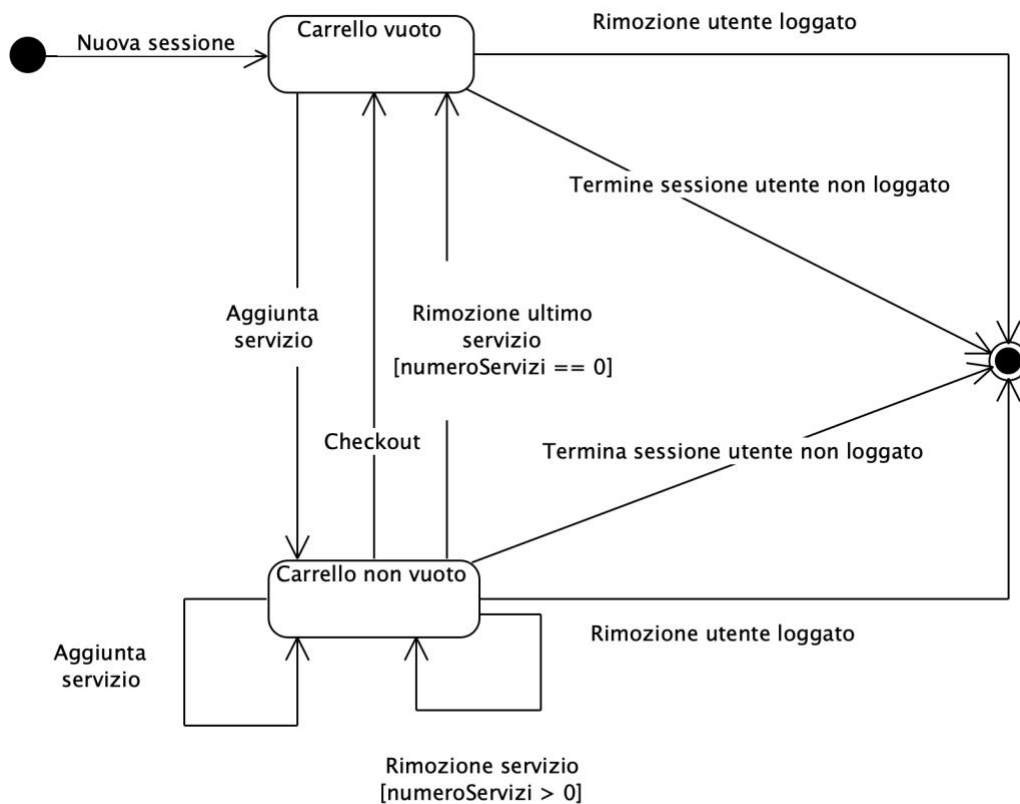 Carrello vuoto
Rimozione utente loggato
Nuova sessione
Termine sessione utente non loggato
Aggiunta
servizio
Rimozione ultimo
servizio
[numeroServizi == 0]
Checkout
Termina sessione utente non loggato
Carrello non vuoto
Rimozione utente loggato
Aggiunta
servizio
Rimozione servizio
[numeroServizi > 0]